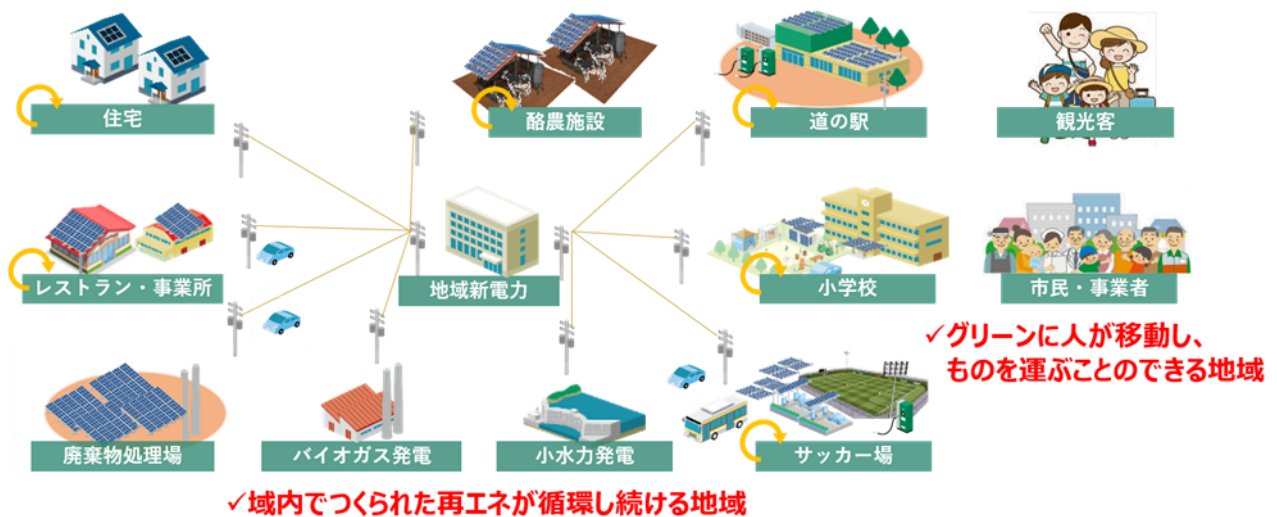 住宅
酪農施設
道の駅
観光客
レストラン・事業所
地域新電力
小学校
市民・事業者
✓グリーンに人が移動し、
ものを運ぶことのできる地域
廃棄物処理場
バイオガス発電
小水力発電
サッカー場
✓域内でつくられた再エネが循環し続ける地域